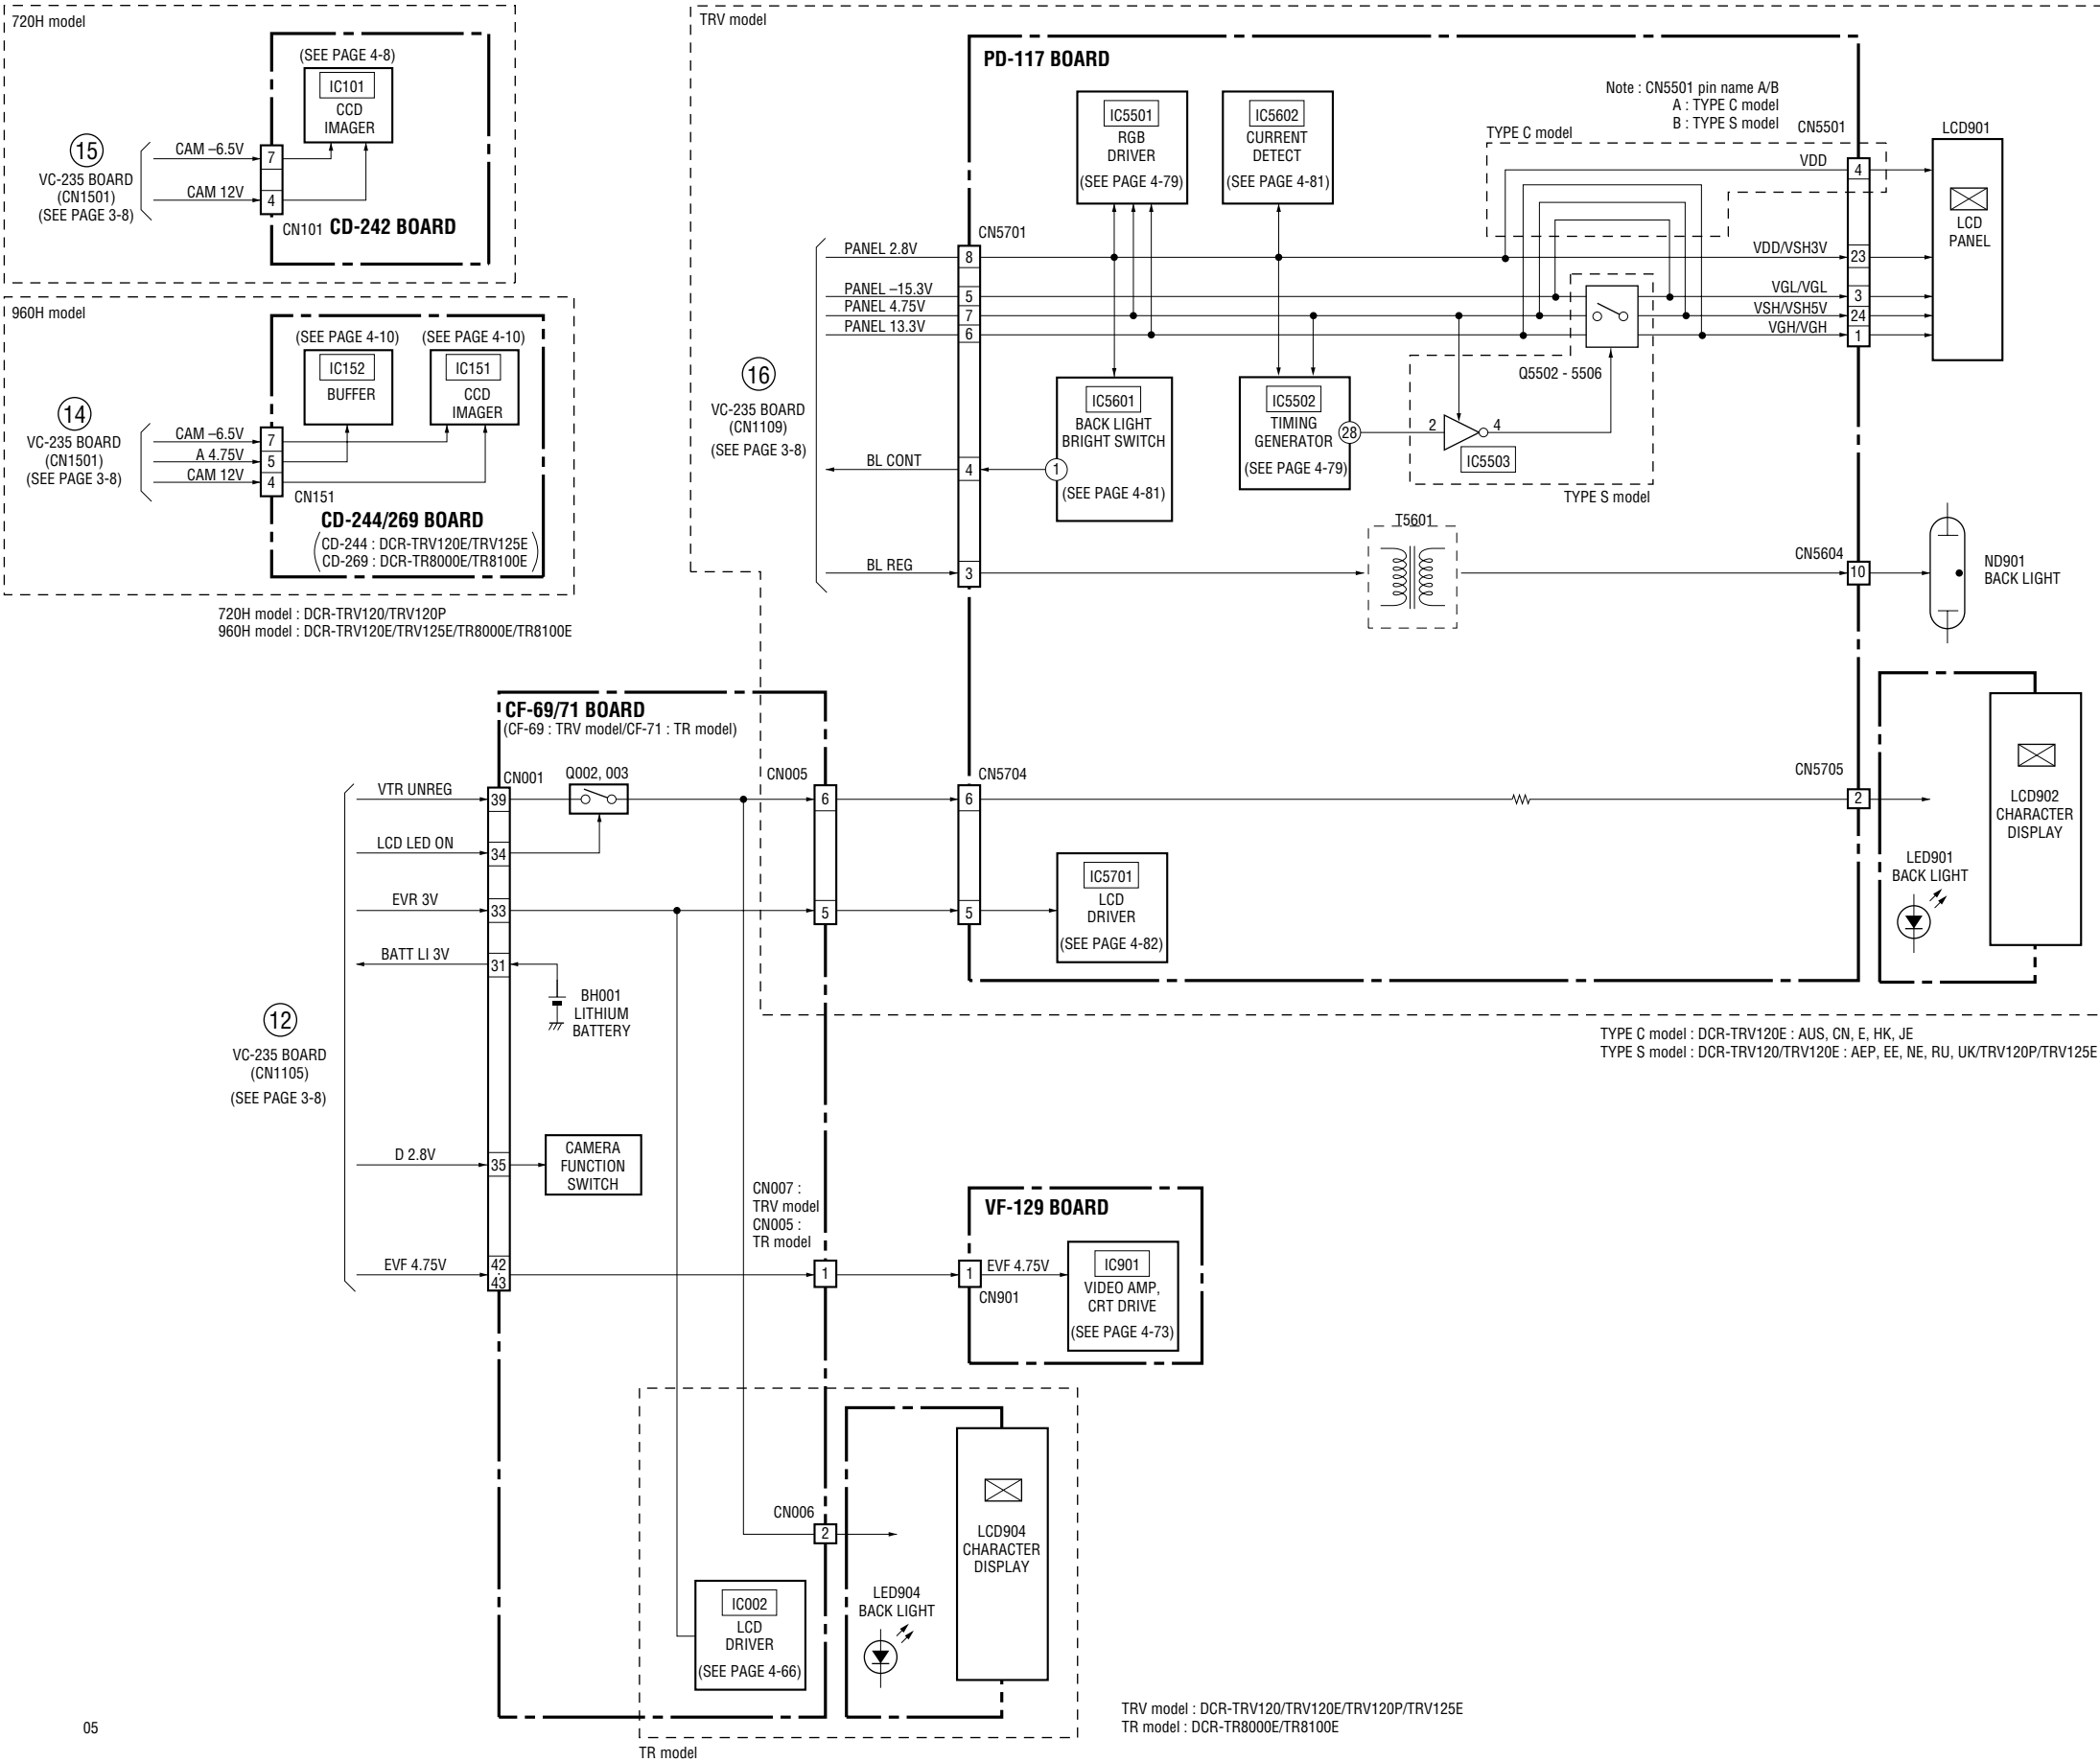 720H model
(SEE PAGE 4-8)
IC101
CCD
IMAGER
15
VC-235 BOARD
(CN1501)
(SEE PAGE 3-8)
CAM –6.5V
7
CAM 12V
4
CN101
CD-242 BOARD
960H model
(SEE PAGE 4-10)
(SEE PAGE 4-10)
IC152
BUFFER
IC151
CCD
IMAGER
14
VC-235 BOARD
(CN1501)
(SEE PAGE 3-8)
CAM –6.5V
7
A 4.75V
5
CAM 12V
4
CN151
CD-244/269 BOARD
CD-244 : DCR-TRV120E/TRV125E
CD-269 : DCR-TR8000E/TR8100E
720H model : DCR-TRV120/TRV120P
960H model : DCR-TRV120E/TRV125E/TR8000E/TR8100E
TRV model
PD-117 BOARD
IC5501
RGB
DRIVER
(SEE PAGE 4-79)
IC5602
CURRENT
DETECT
(SEE PAGE 4-81)
Note : CN5501 pin name A/B
A : TYPE C model
B : TYPE S model
TYPE C model
CN5501
LCD901
VDD
4
LCD
PANEL
CN5701
PANEL 2.8V
8
VDD/VSH3V
23
PANEL –15.3V
5
VGL/VGL
3
PANEL 4.75V
7
VSH/VSH5V
24
PANEL 13.3V
6
VGH/VGH
1
Q5502 - 5506
16
VC-235 BOARD
(CN1109)
(SEE PAGE 3-8)
IC5601
BACK LIGHT
BRIGHT SWITCH
1
(SEE PAGE 4-81)
IC5502
TIMING
GENERATOR
28
(SEE PAGE 4-79)
2
4
IC5503
TYPE S model
BL CONT
4
T5601
BL REG
3
CN5604
10
ND901
BACK LIGHT
CF-69/71 BOARD
(CF-69 : TRV model/CF-71 : TR model)
CN001
Q002, 003
CN005
CN5704
CN5705
VTR UNREG
39
6
6
2
LCD902
CHARACTER
DISPLAY
LED901
BACK LIGHT
LCD LED ON
34
EVR 3V
33
5
5
IC5701
LCD
DRIVER
(SEE PAGE 4-82)
BATT LI 3V
31
BH001
LITHIUM
BATTERY
12
VC-235 BOARD
(CN1105)
(SEE PAGE 3-8)
TYPE C model : DCR-TRV120E : AUS, CN, E, HK, JE
TYPE S model : DCR-TRV120/TRV120E : AEP, EE, NE, RU, UK/TRV120P/TRV125E
D 2.8V
35
CAMERA
FUNCTION
SWITCH
CN007 :
TRV model
CN005 :
TR model
VF-129 BOARD
EVF 4.75V
42
43
1
1
EVF 4.75V
CN901
IC901
VIDEO AMP,
CRT DRIVE
(SEE PAGE 4-73)
CN006
2
LCD904
CHARACTER
DISPLAY
IC002
LCD
DRIVER
(SEE PAGE 4-66)
LED904
BACK LIGHT
TRV model : DCR-TRV120/TRV120E/TRV120P/TRV125E
TR model : DCR-TR8000E/TR8100E
05
TR model